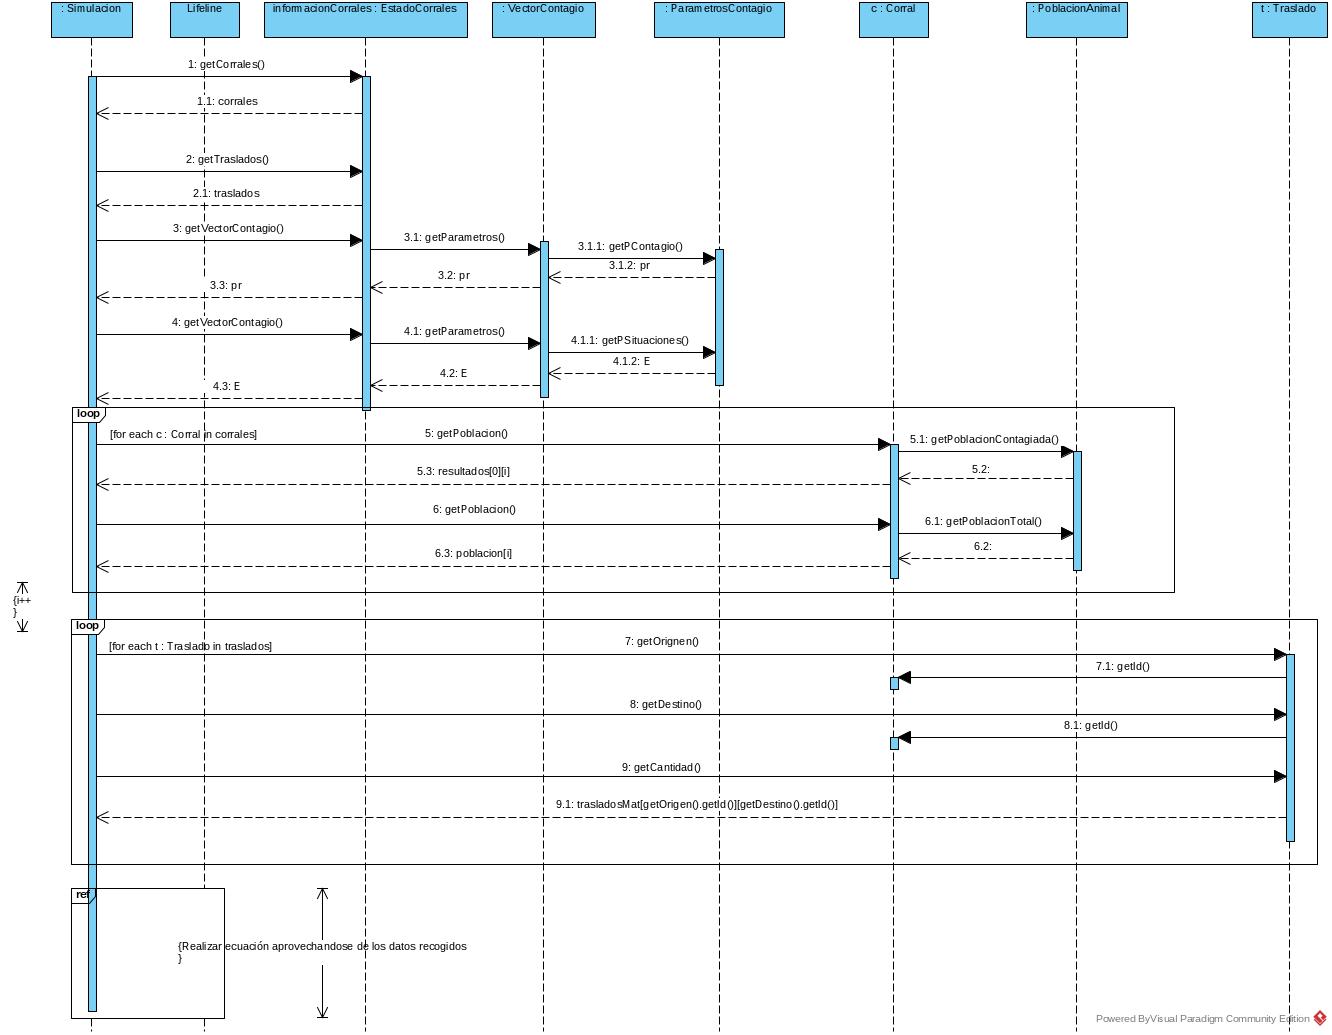 : Simulacion
Lifeline
informacionCorrales : EstadoCorrales
: VectorContagio
: ParametrosContagio
c : Corral
: PoblacionAnimal
t : Traslado
1: getCorrales()
1.1: corrales
2: getTraslados()
2.1: traslados
3: getVectorContagio()
3.1: getParametros()
3.1.1: getPContagio()
3.1.2: pr
3.2: pr
3.3: pr
4: getVectorContagio()
4.1: getParametros()
4.1.1: getPSituaciones()
4.1.2: E
4.2: E
4.3: E
loop
[for each c : Corral in corrales]
5: getPoblacion()
5.1: getPoblacionContagiada()
5.2:
5.3: resultados[0][i]
6: getPoblacion()
6.1: getPoblacionTotal()
6.2:
6.3: poblacion[i]
{i++
}
loop
[for each t : Traslado in traslados]
7: getOrignen()
7.1: getId()
8: getDestino()
8.1: getId()
9: getCantidad()
9.1: trasladosMat[getOrigen().getId()][getDestino().getId()]
ref
{Realizar ecuación aprovechandose de los datos recogidos
}
Powered ByVisual Paradigm Community Edition